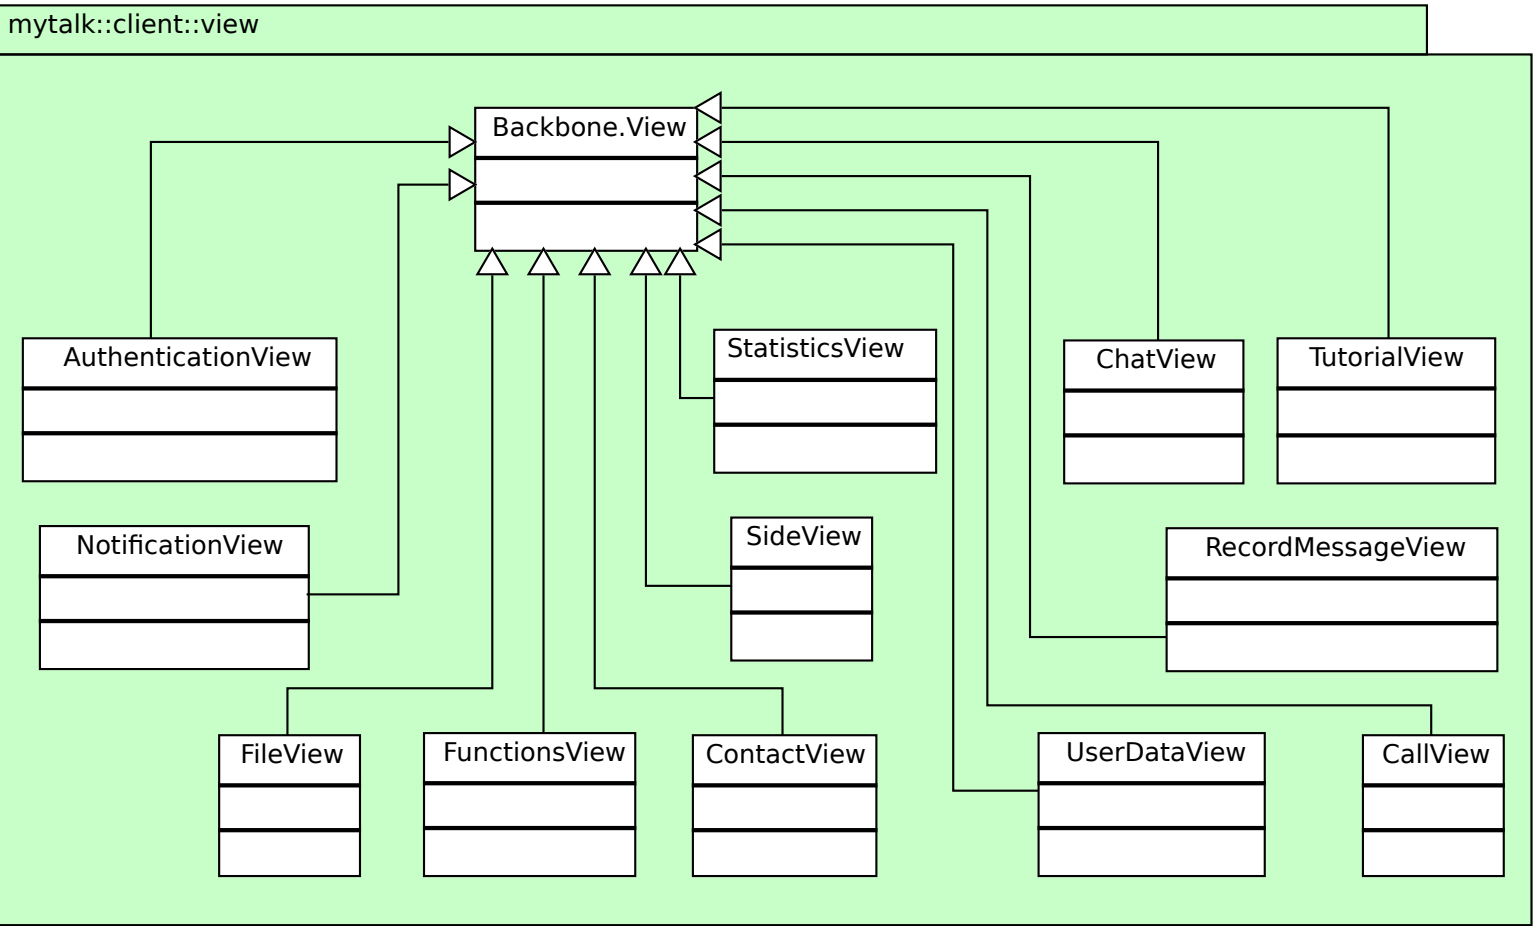 mytalk::client::view
Backbone.View
AuthenticationView
StatisticsView
ChatView
TutorialView
NotificationView
SideView
RecordMessageView
FileView
FunctionsView
ContactView
UserDataView
CallView